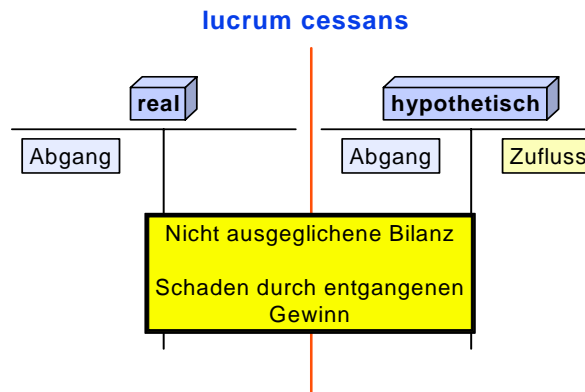 lucrum cessans
real
hypothetisch
Abgang
Abgang
Zufluss
Nicht ausgeglichene Bilanz
Schaden durch entgangenen
Gewinn